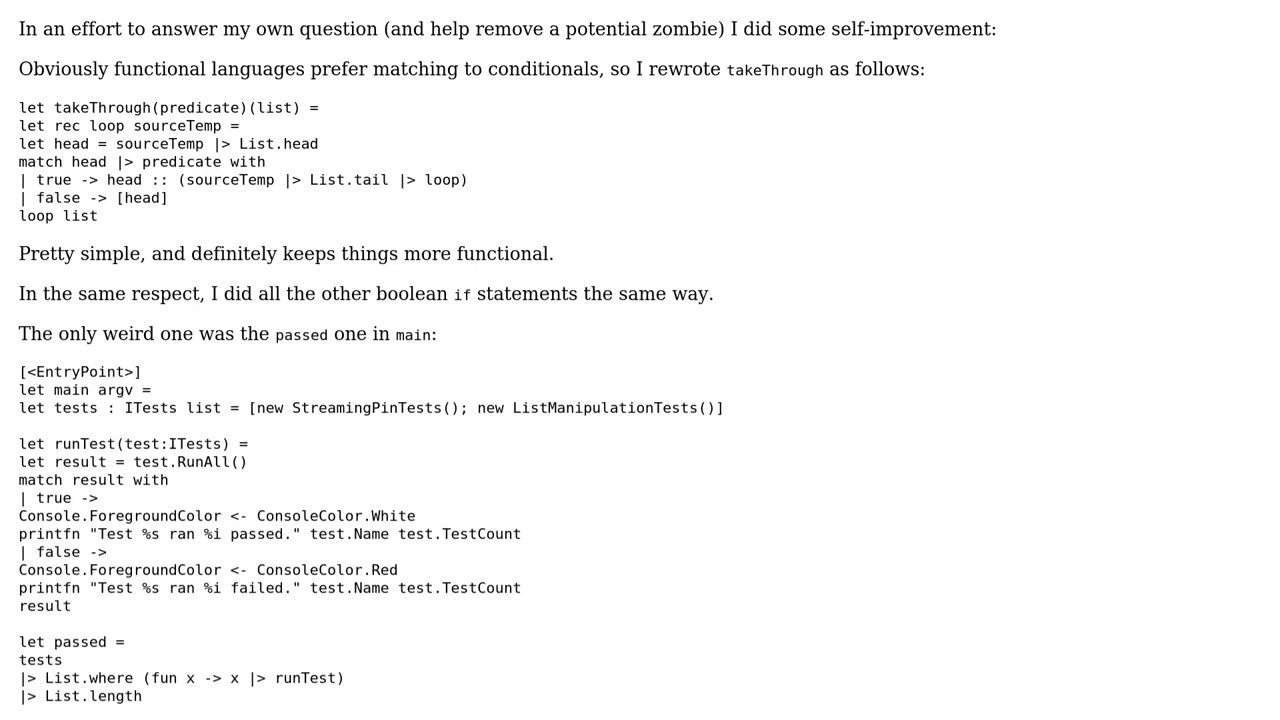 In an effort to answer my own question (and help remove a potential zombie) I did some self-improvement:
Obviously functional languages prefer matching to conditionals, so I rewrote takeThrough as follows:
let takeThrough(predicate)(list) =
let rec loop sourceTemp =
let head = sourceTemp |> List.head
match head |> predicate with
| true -> head :: (sourceTemp |> List.tail |> loop)
| false -> [head]
loop list
Pretty simple, and definitely keeps things more functional.
In the same respect, I did all the other boolean if statements the same way.
The only weird one was the passed one in main:
[<EntryPoint>]
let main argv =
let tests : ITests list = [new StreamingPinTests(); new ListManipulationTests()]
let runTest(test:ITests) =
let result = test.RunAll()
match result with
| true ->
Console.ForegroundColor <- ConsoleColor.White
printfn "Test %s ran %i passed." test.Name test.TestCount
| false ->
Console.ForegroundColor <- ConsoleColor.Red
printfn "Test %s ran %i failed." test.Name test.TestCount
result
let passed =
tests
|> List.where (fun x -> x |> runTest)
|> List.length